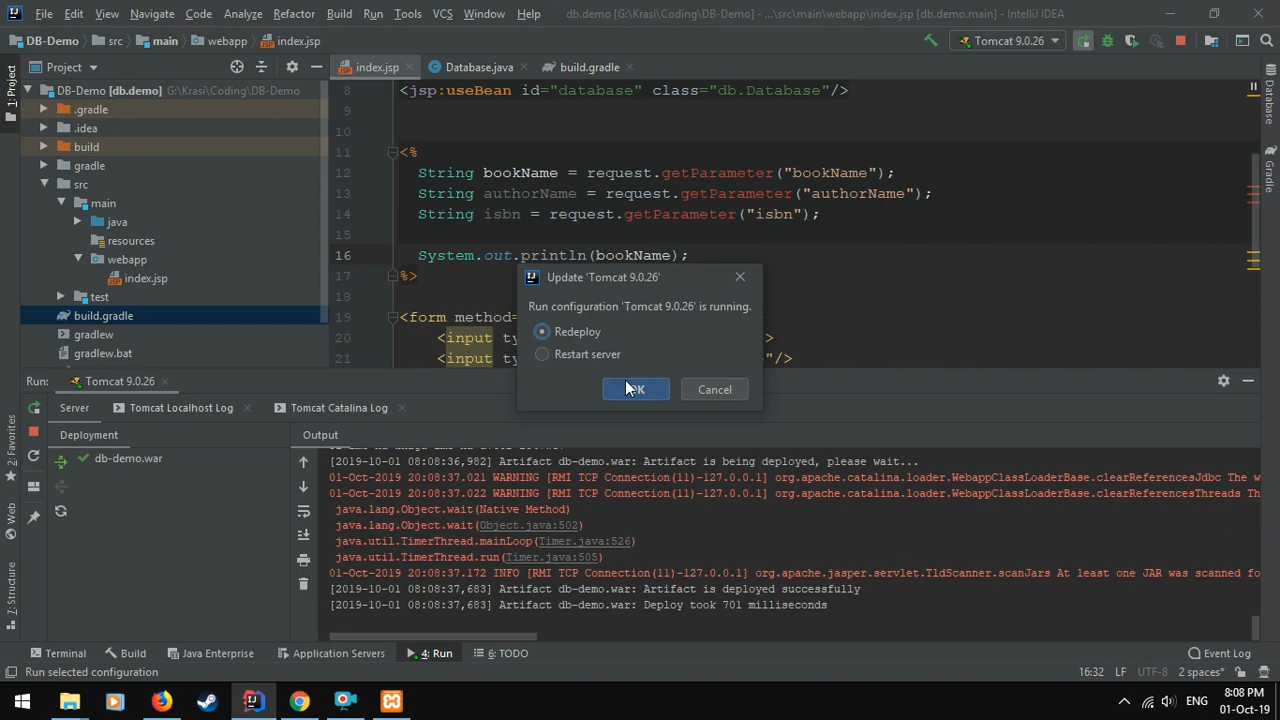 File Edit View Navigate Code Analyze Refactor Build Run Tools VCS Window Help db.demo [G:\Krasi\Coding\DB-Demo] - ...\src\main\webapp\index.jsp [db.demo.main] - IntelliJ IDEA
DB-Demo src main webapp index.jsp Tomcat 9.0.26
1: Project
Project
index.jsp
Database.java
build.gradle
Database
Gradle
DB-Demo [db.demo] G:\Krasi\Coding\DB-Demo
.gradle
.idea
build
gradle
src
main
java
resources
webapp
index.jsp
test
build.gradle
gradlew
gradlew.bat
8 <jsp:useBean id="database" class="db.Database"/>
9
10
11 <%
12 String bookName = request.getParameter("bookName");
13 String authorName = request.getParameter("authorName");
14 String isbn = request.getParameter("isbn");
15
16 System.out.println(bookName);
17 %>
18
19 <form method=
20 <input ty >
21 <input ty "/>
Update 'Tomcat 9.0.26'
Run configuration 'Tomcat 9.0.26' is running.
Redeploy
Restart server
Cancel
Run: Tomcat 9.0.26
Server Tomcat Localhost Log Tomcat Catalina Log
Deployment
Output
db-demo.war
[2019-10-01 08:08:36,982] Artifact db-demo.war: Artifact is being deployed, please wait...
01-Oct-2019 20:08:37.021 WARNING [RMI TCP Connection(11)-127.0.0.1] org.apache.catalina.loader.WebappClassLoaderBase.clearReferencesJdbc The w
01-Oct-2019 20:08:37.022 WARNING [RMI TCP Connection(11)-127.0.0.1] org.apache.catalina.loader.WebappClassLoaderBase.clearReferencesThreads Th
java.lang.Object.wait(Native Method)
java.lang.Object.wait(Object.java:502)
java.util.TimerThread.mainLoop(Timer.java:526)
java.util.TimerThread.run(Timer.java:505)
01-Oct-2019 20:08:37.172 INFO [RMI TCP Connection(11)-127.0.0.1] org.apache.jasper.servlet.TldScanner.scanJars At least one JAR was scanned fo
[2019-10-01 08:08:37,683] Artifact db-demo.war: Artifact is deployed successfully
[2019-10-01 08:08:37,683] Artifact db-demo.war: Deploy took 701 milliseconds
2: Favorites
Web
7: Structure
Terminal Build Java Enterprise Application Servers 4: Run 6: TODO Event Log
Run selected configuration 16:32 LF UTF-8 2 spaces*
ENG 8:08 PM
01-Oct-19